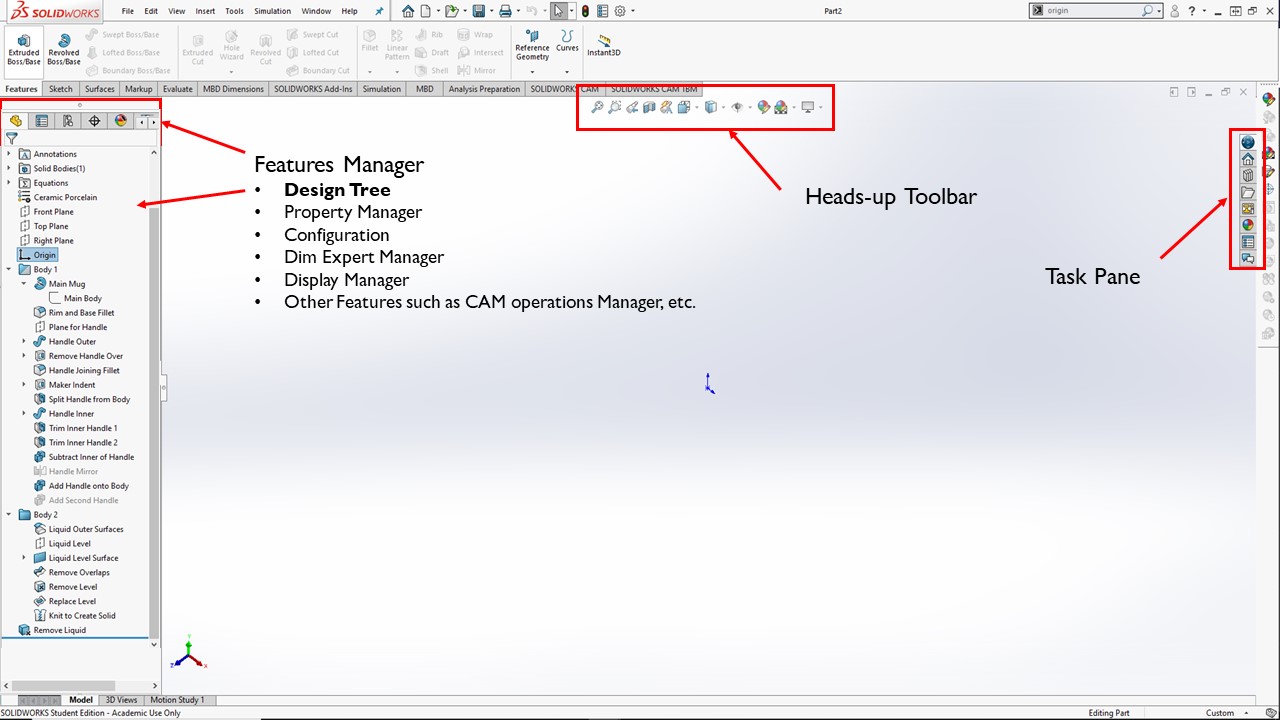 SOLIDWORKS File Edit View Insert Tools Simulation Window Help Part2 origin
Extruded Boss/Base
Revolved Boss/Base
Swept Boss/Base
Lofted Boss/Base
Boundary Boss/Base
Extruded Cut
Hole Wizard
Revolved Cut
Swept Cut
Lofted Cut
Boundary Cut
Fillet
Linear Pattern
Rib
Draft
Shell
Wrap
Intersect
Mirror
Reference Geometry
Curves
Instant3D
Features Sketch Surfaces Markup Evaluate MBD Dimensions SOLIDWORKS Add-Ins Simulation MBD Analysis Preparation SOLIDWORKS CAM SOLIDWORKS CAM TBM
Annotations
Solid Bodies(1)
Equations
Ceramic Porcelain
Front Plane
Top Plane
Right Plane
Origin
Body 1
Main Mug
Main Body
Rim and Base Fillet
Plane for Handle
Handle Outer
Remove Handle Over
Handle Joining Fillet
Maker Indent
Split Handle from Body
Handle Inner
Trim Inner Handle 1
Trim Inner Handle 2
Subtract Inner of Handle
Handle Mirror
Add Handle onto Body
Add Second Handle
Body 2
Liquid Outer Surfaces
Liquid Level
Liquid Level Surface
Remove Overlaps
Remove Level
Replace Level
Knit to Create Solid
Remove Liquid
Features Manager
• Design Tree
• Property Manager
• Configuration
• Dim Expert Manager
• Display Manager
• Other Features such as CAM operations Manager, etc.
Heads-up Toolbar
Task Pane
Y
Z
X
Model 3D Views Motion Study 1
SOLIDWORKS Student Edition - Academic Use Only Editing Part Custom